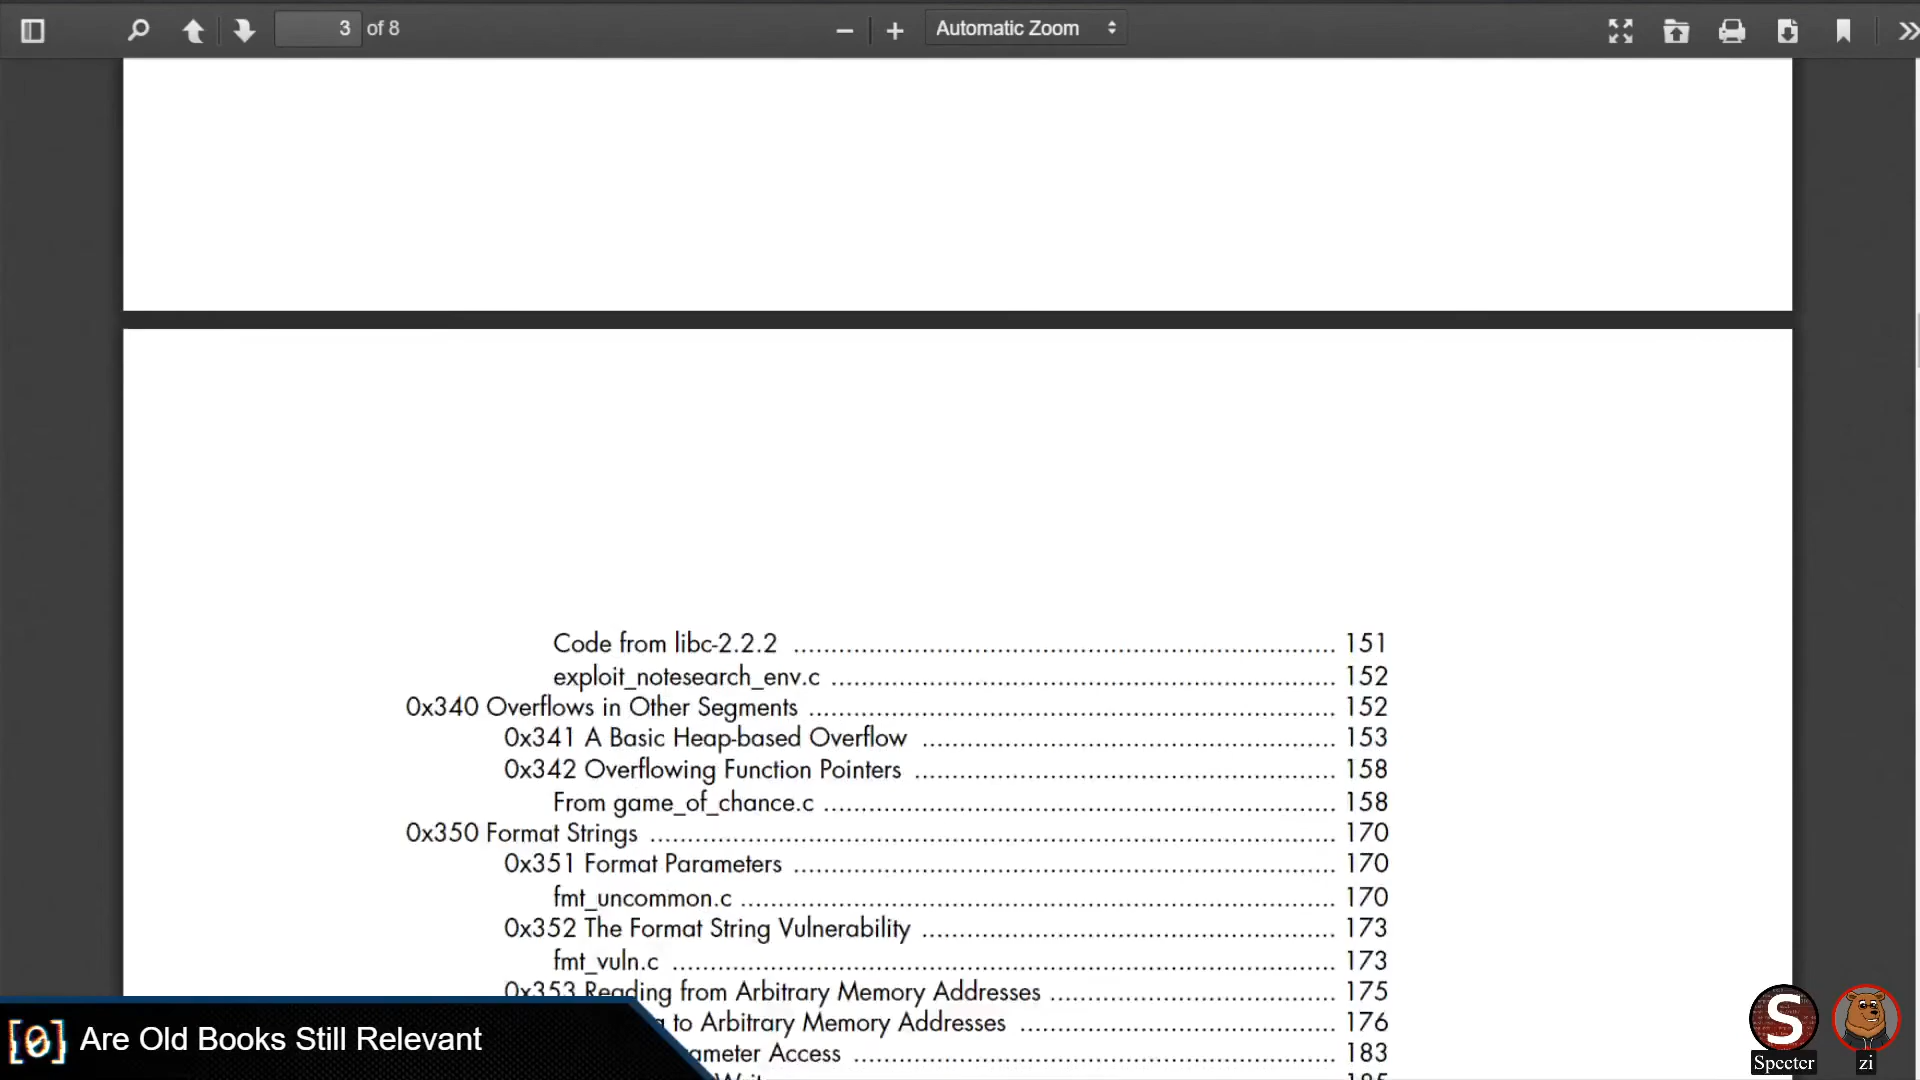 3 of 8
Automatic Zoom
Code from libc-2.2.2 ........ 151
exploit_notesearch_env.c ........ 152
0x340 Overflows in Other Segments ........ 152
0x341 A Basic Heap-based Overflow ........ 153
0x342 Overflowing Function Pointers ........ 158
From game_of_chance.c ........ 158
0x350 Format Strings ........ 170
0x351 Format Parameters ........ 170
fmt_uncommon.c ........ 170
0x352 The Format String Vulnerability ........ 173
fmt_vuln.c ........ 173
0x353 Reading from Arbitrary Memory Addresses ........ 175
to Arbitrary Memory Addresses ........ 176
Access ........ 183
[0] Are Old Books Still Relevant
S
Specter
zi